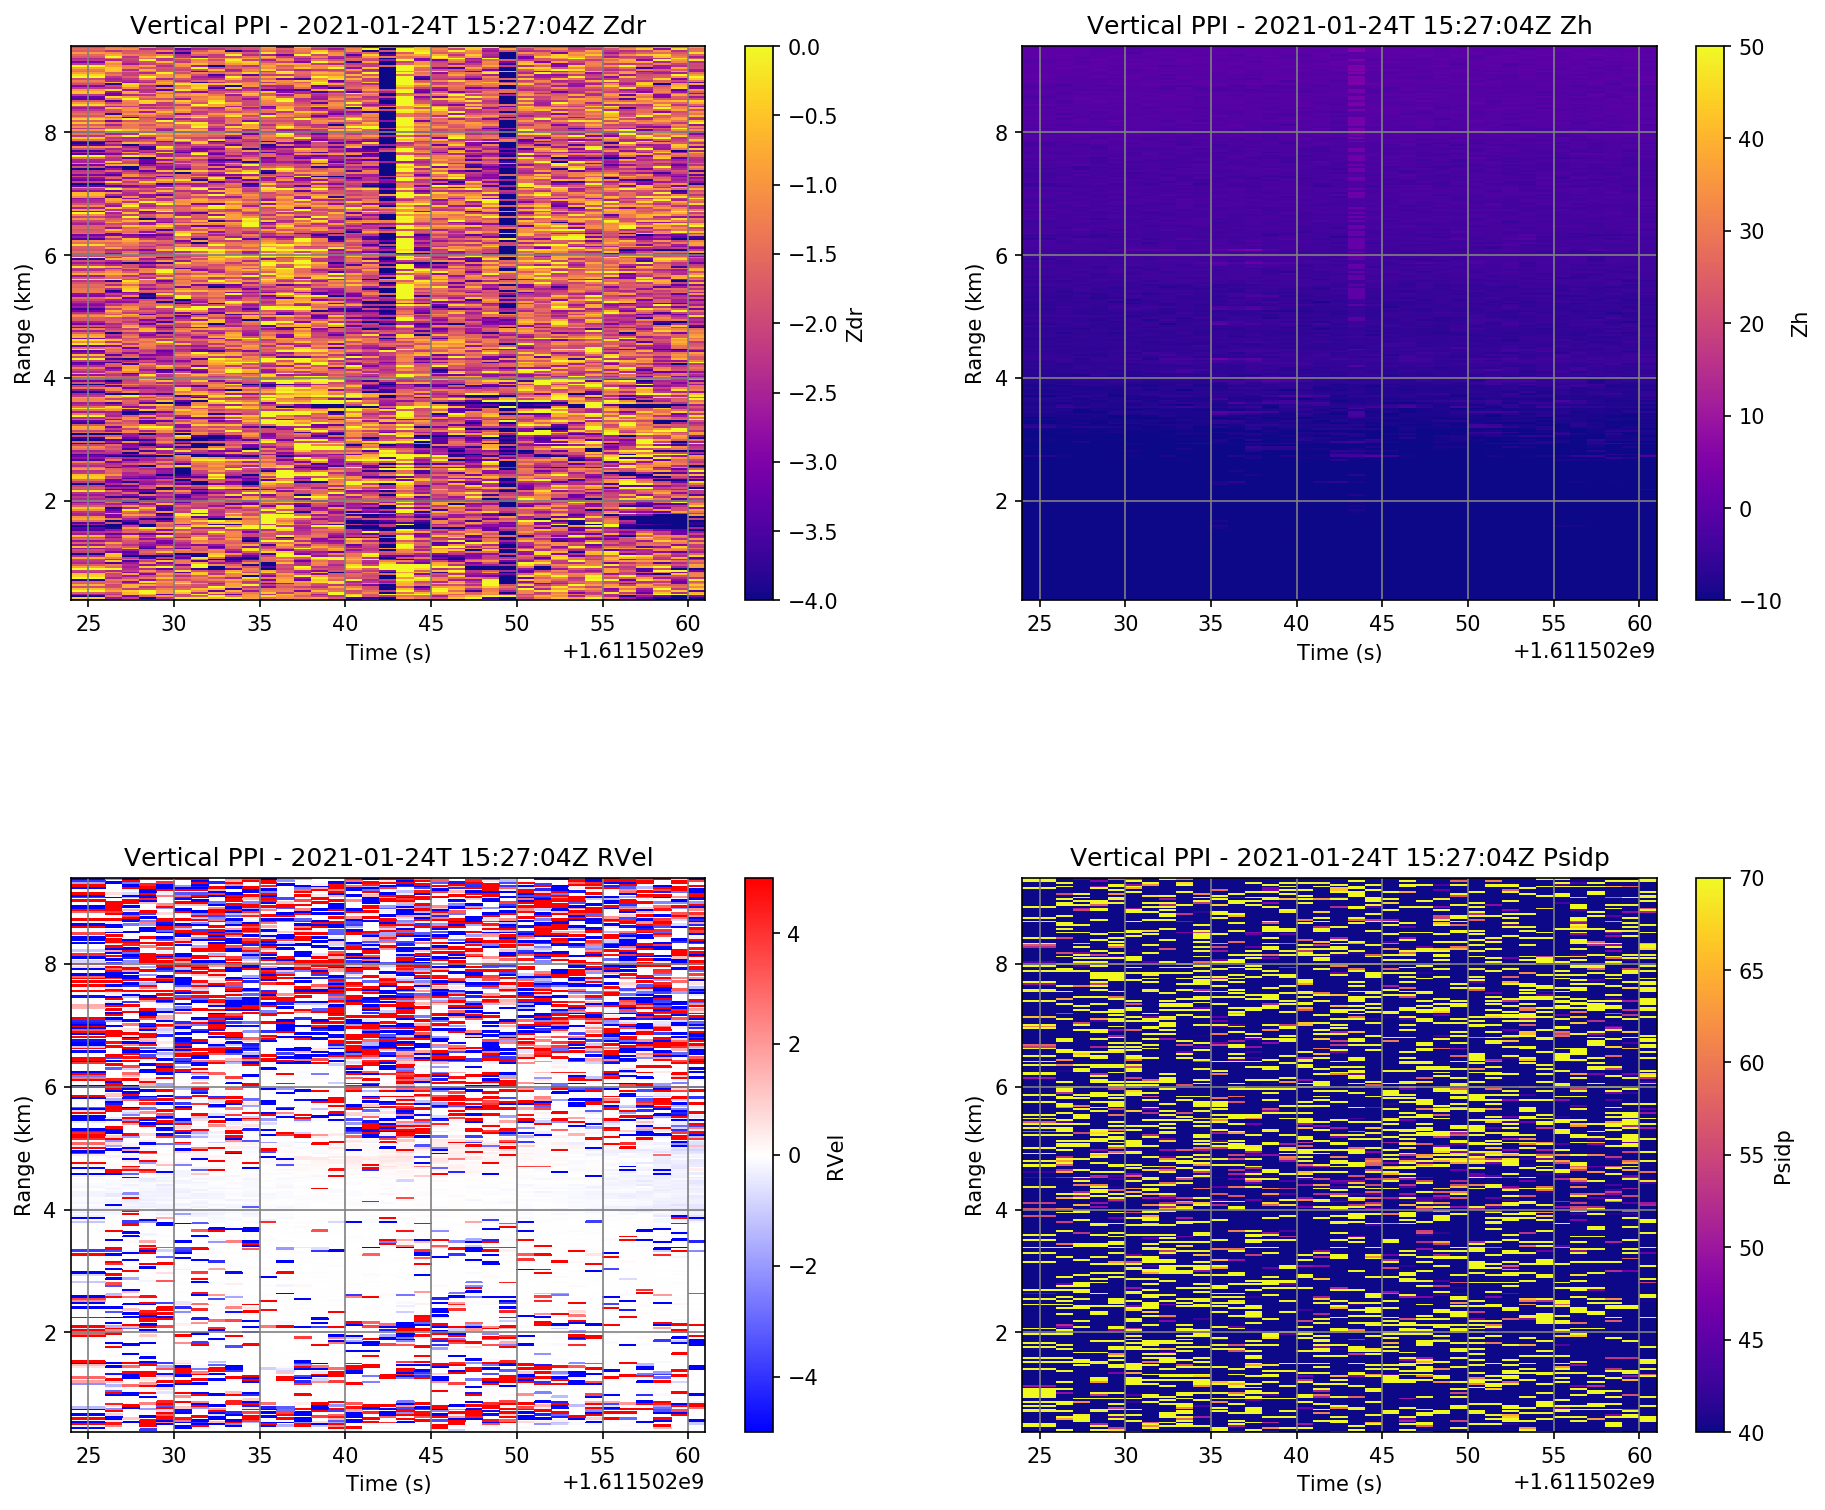 Vertical PPI - 2021-01-24T 15:27:04Z Zdr
Range (km)
8
6
4
2
25 30 35 40 45 50 55 60
Time (s)
+1.611502e9
0.0
−0.5
−1.0
−1.5
−2.0
−2.5
−3.0
−3.5
−4.0
Zdr
Vertical PPI - 2021-01-24T 15:27:04Z Zh
Range (km)
8
6
4
2
25 30 35 40 45 50 55 60
Time (s)
+1.611502e9
50
40
30
20
10
0
−10
Zh
Vertical PPI - 2021-01-24T 15:27:04Z RVel
Range (km)
8
6
4
2
25 30 35 40 45 50 55 60
Time (s)
+1.611502e9
4
2
0
−2
−4
RVel
Vertical PPI - 2021-01-24T 15:27:04Z Psidp
Range (km)
8
6
4
2
25 30 35 40 45 50 55 60
Time (s)
+1.611502e9
70
65
60
55
50
45
40
Psidp